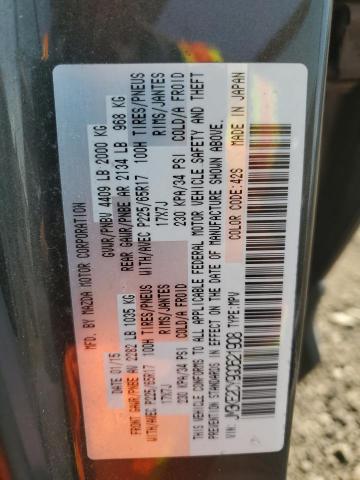 MFD. BY MAZDA MOTOR CORPORATION
DATE 01/15 GVWR/PNBV 4409 LB 2000 KG
FRONT GAWR/PNBE AV 2282 LB 1035 KG REAR GAWR/PNBE AR 2134 LB 968 KG
WITH/AVEC P225/65R17 100H TIRES/PNEUS WITH/AVEC P225/65R17 100H TIRES/PNEUS
17X7J RIMS/JANTES 17X7J RIMS/JANTES
230 KPA/34 PSI COLD/A FROID 230 KPA/34 PSI COLD/A FROID
THIS VEHICLE CONFORMS TO ALL APPLICABLE FEDERAL MOTOR VEHICLE SAFETY AND THEFT
PREVENTION STANDARDS IN EFFECT ON THE DATE OF MANUFACTURE SHOWN ABOVE.
COLOR CODE:42S MADE IN JAPAN
VIN: TYPE:MPV